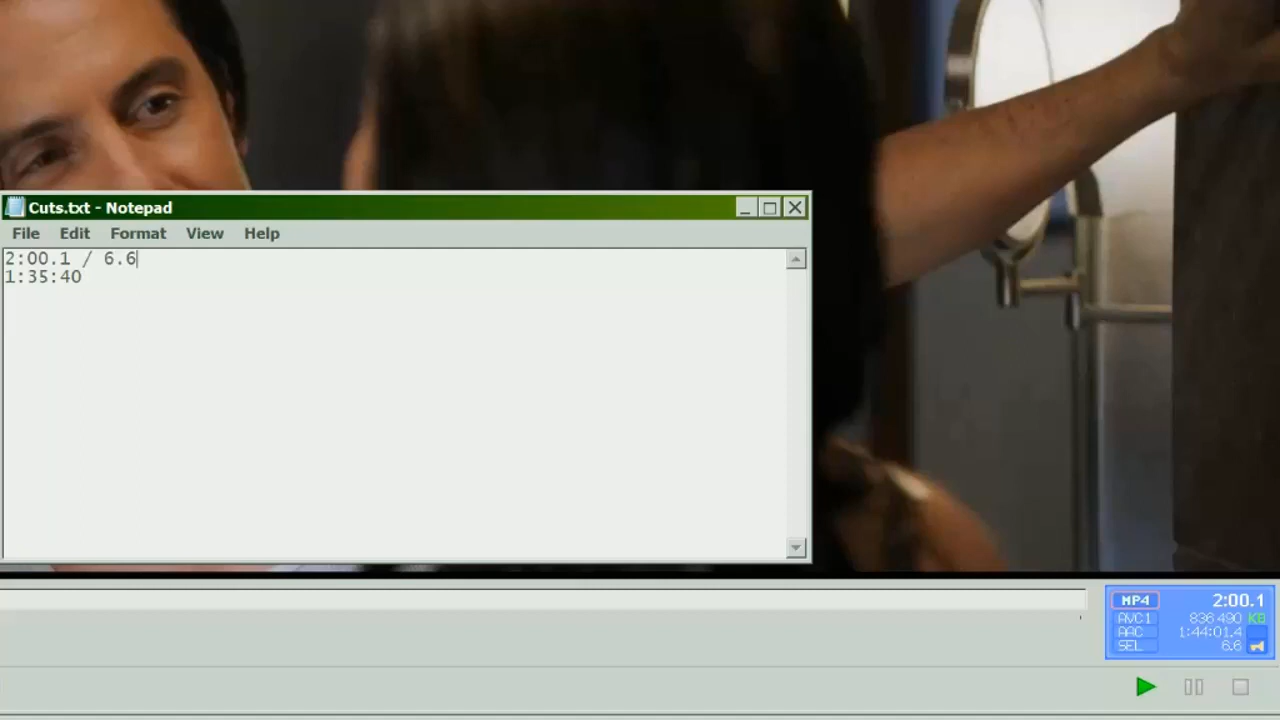 Cuts.txt - Notepad
File Edit Format View Help
2:00.1 / 6.6
1:35:40
MP4 2:00.1
AVC1 836 490 KB
AAC 1:44:01.4
SEL 6.6